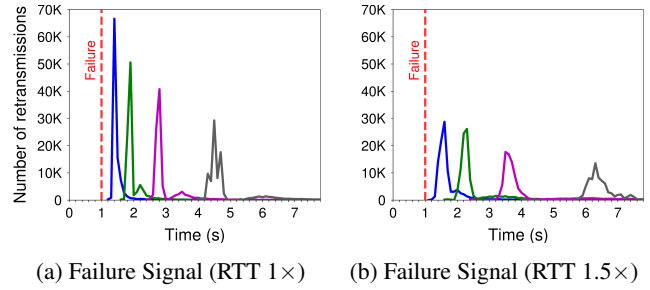 70K
60K
50K
40K
30K
20K
10K
0
Number of retransmissions
Failure
0 1 2 3 4 5 6 7
Time (s)
(a) Failure Signal (RTT 1×)
70K
60K
50K
40K
30K
20K
10K
0
Failure
0 1 2 3 4 5 6 7
Time (s)
(b) Failure Signal (RTT 1.5×)